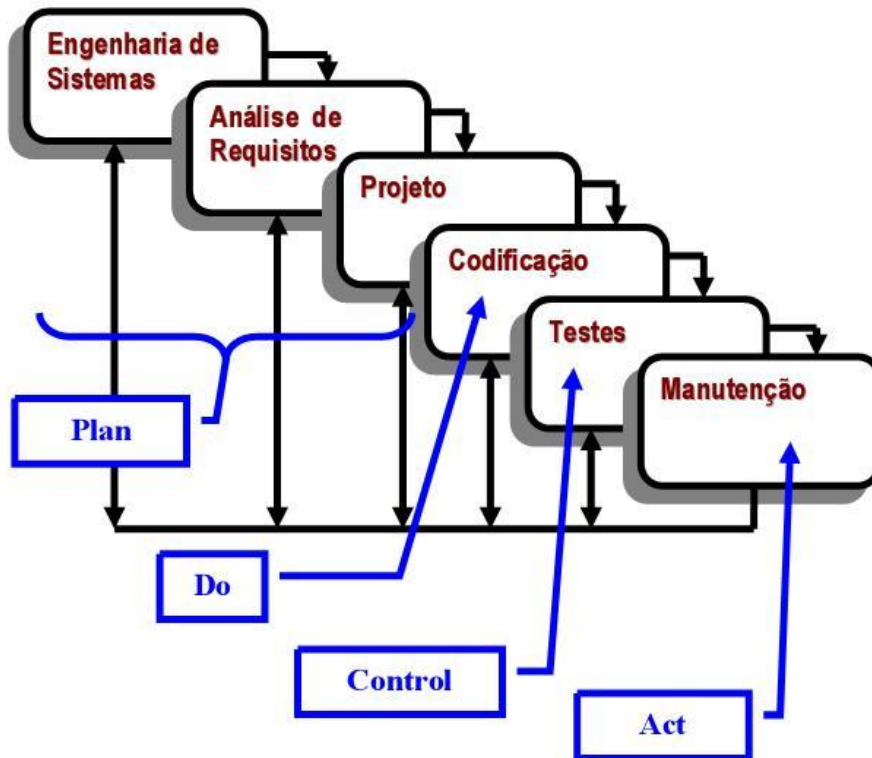 Engenharia de
Sistemas
Análise de
Requisitos
Projeto
Codificação
Testes
Manutenção
Plan
Do
Control
Act